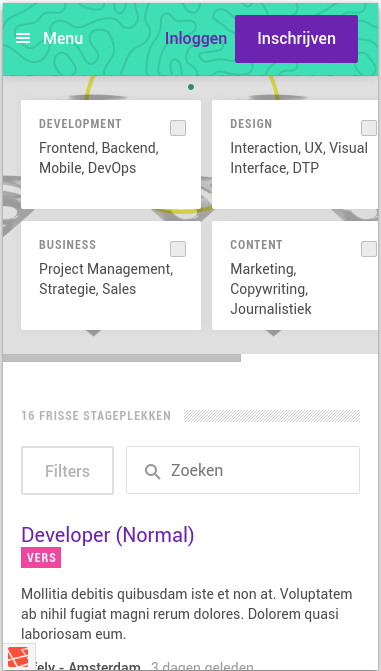 Menu
Inloggen
Inschrijven
DEVELOPMENT
Frontend, Backend,
Mobile, DevOps
DESIGN
Interaction, UX, Visual
Interface, DTP
BUSINESS
Project Management,
Strategie, Sales
CONTENT
Marketing,
Copywriting,
Journalistiek
16 FRISSE STAGEPLEKKEN
Filters
Zoeken
Developer (Normal)
VERS
Mollitia debitis quibusdam iste et non at. Voluptatem
ab nihil fugiat magni rerum dolores. Dolorem quasi
laboriosam eum.
fely - Amsterdam 3 dagen geleden